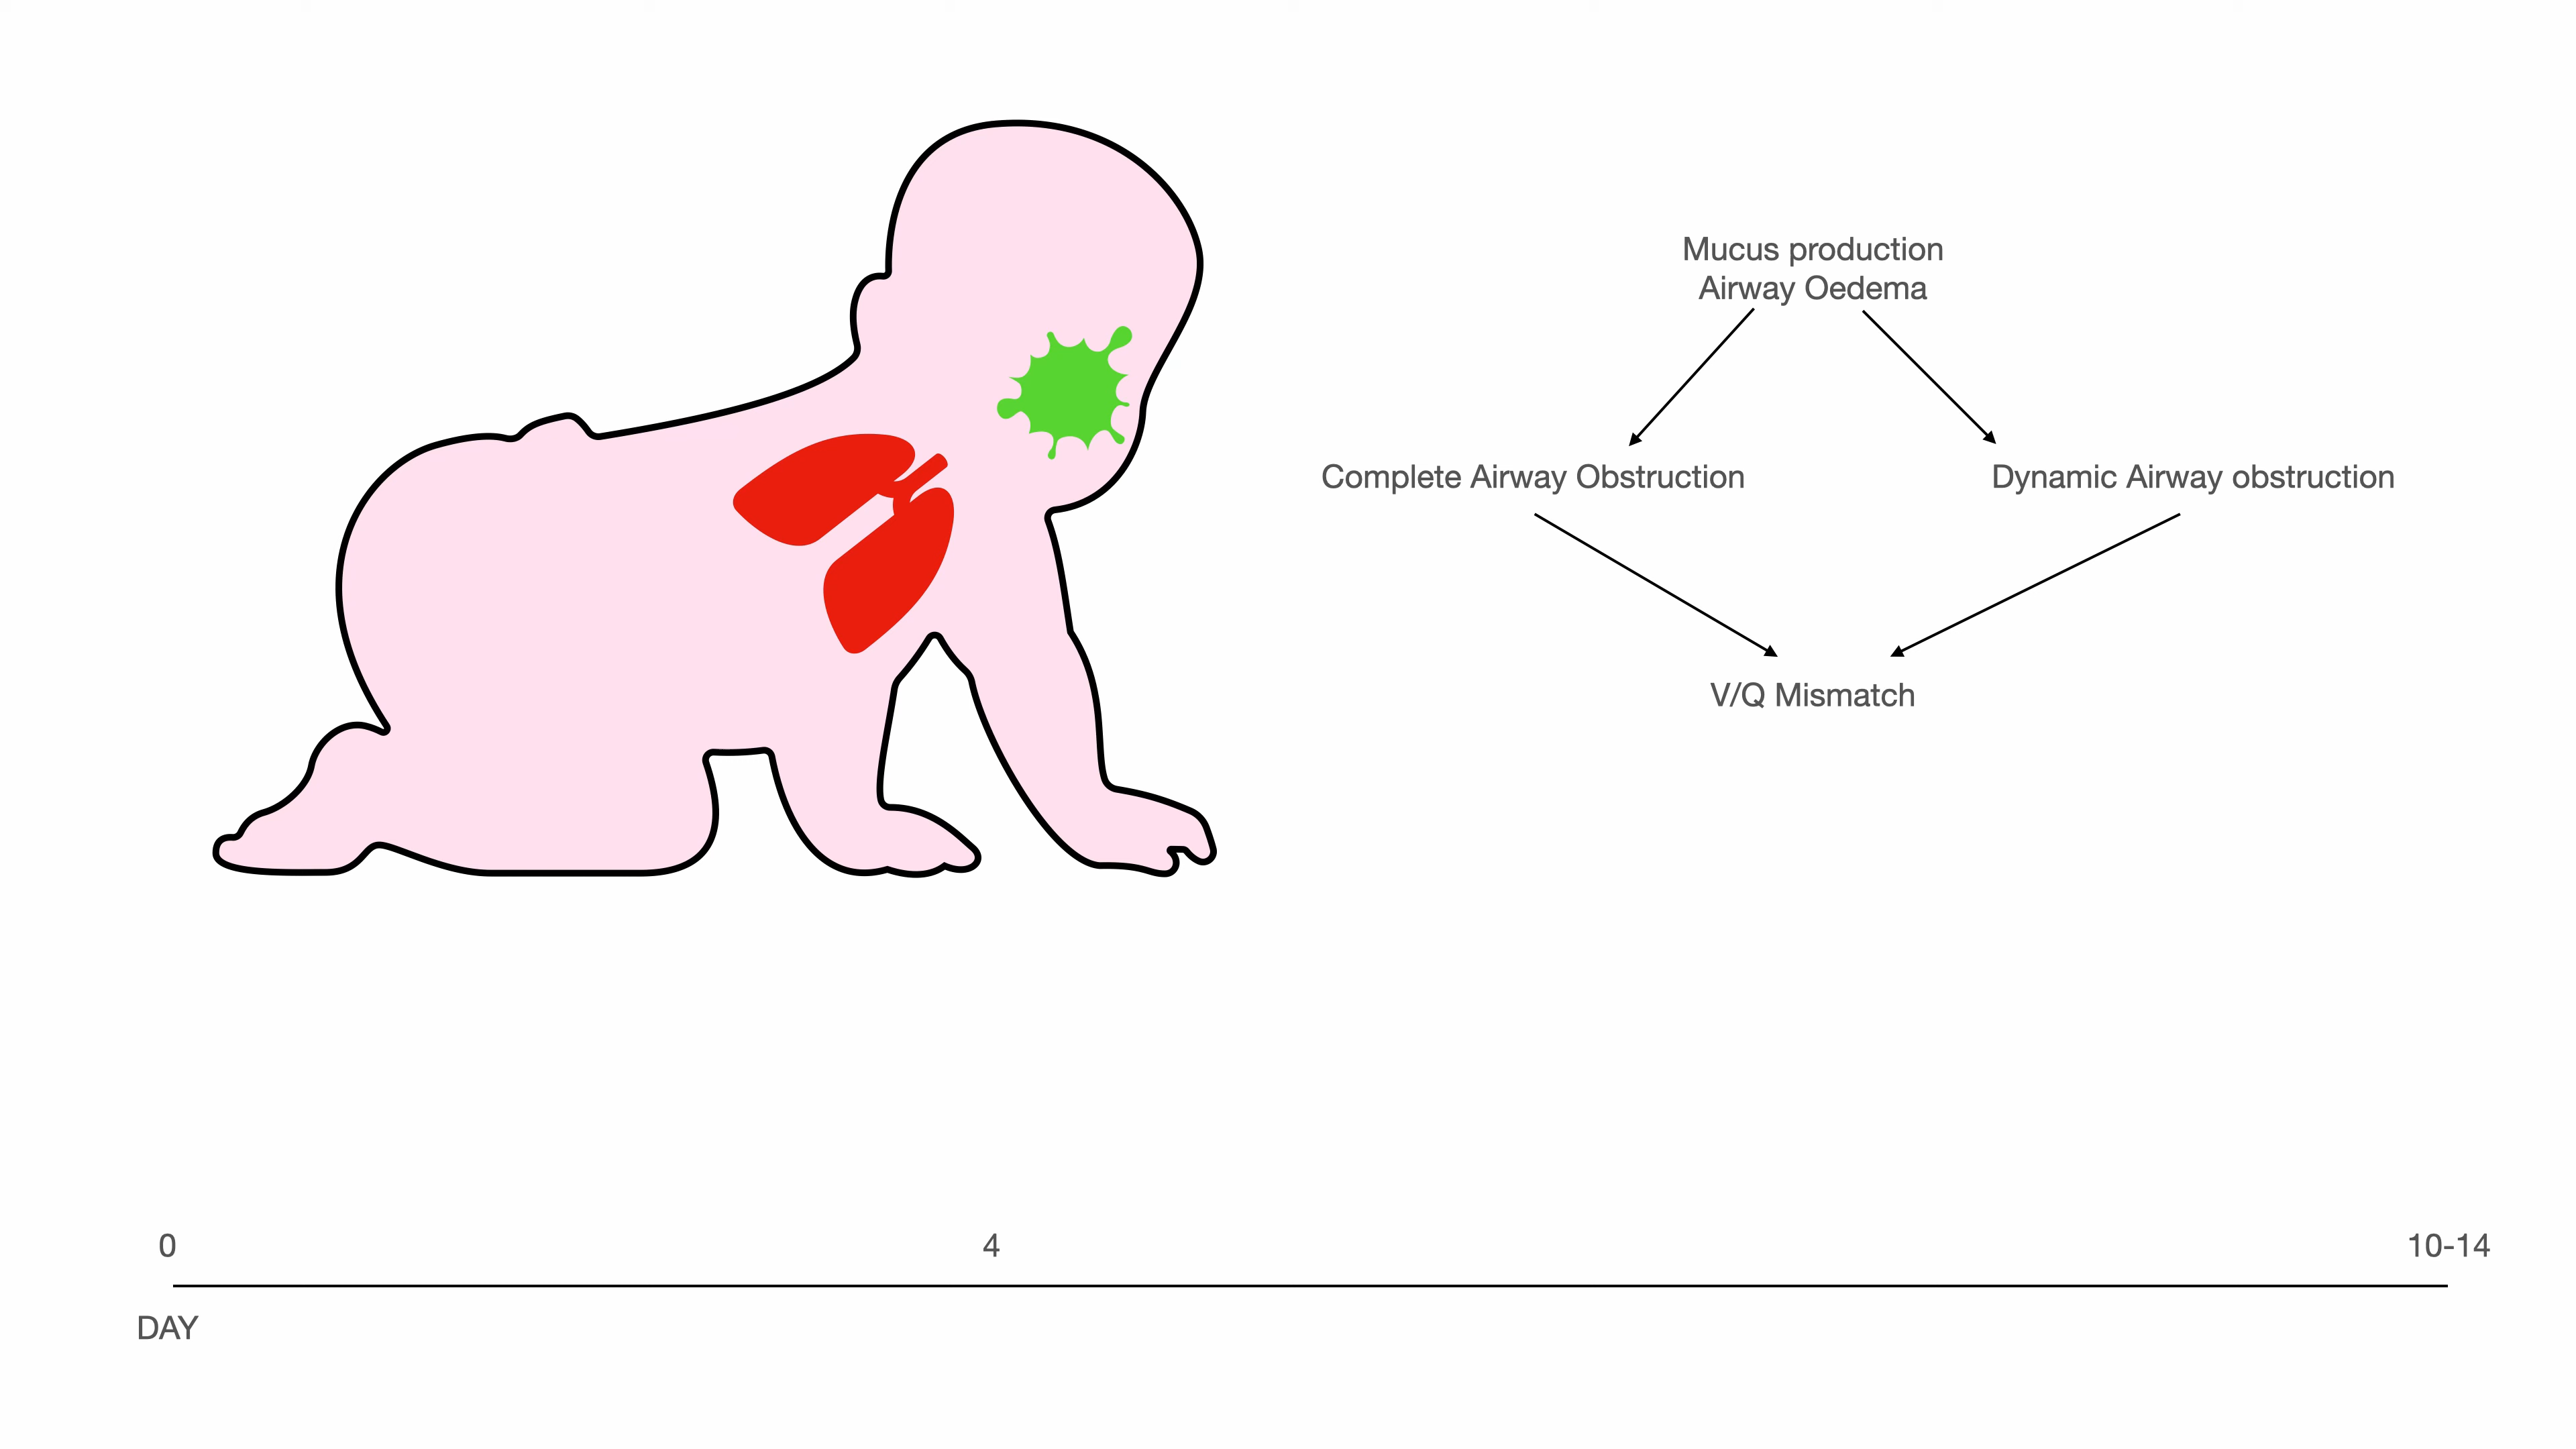 Mucus production
Airway Oedema
Complete Airway Obstruction
Dynamic Airway obstruction
V/Q Mismatch
0
4
10-14
DAY